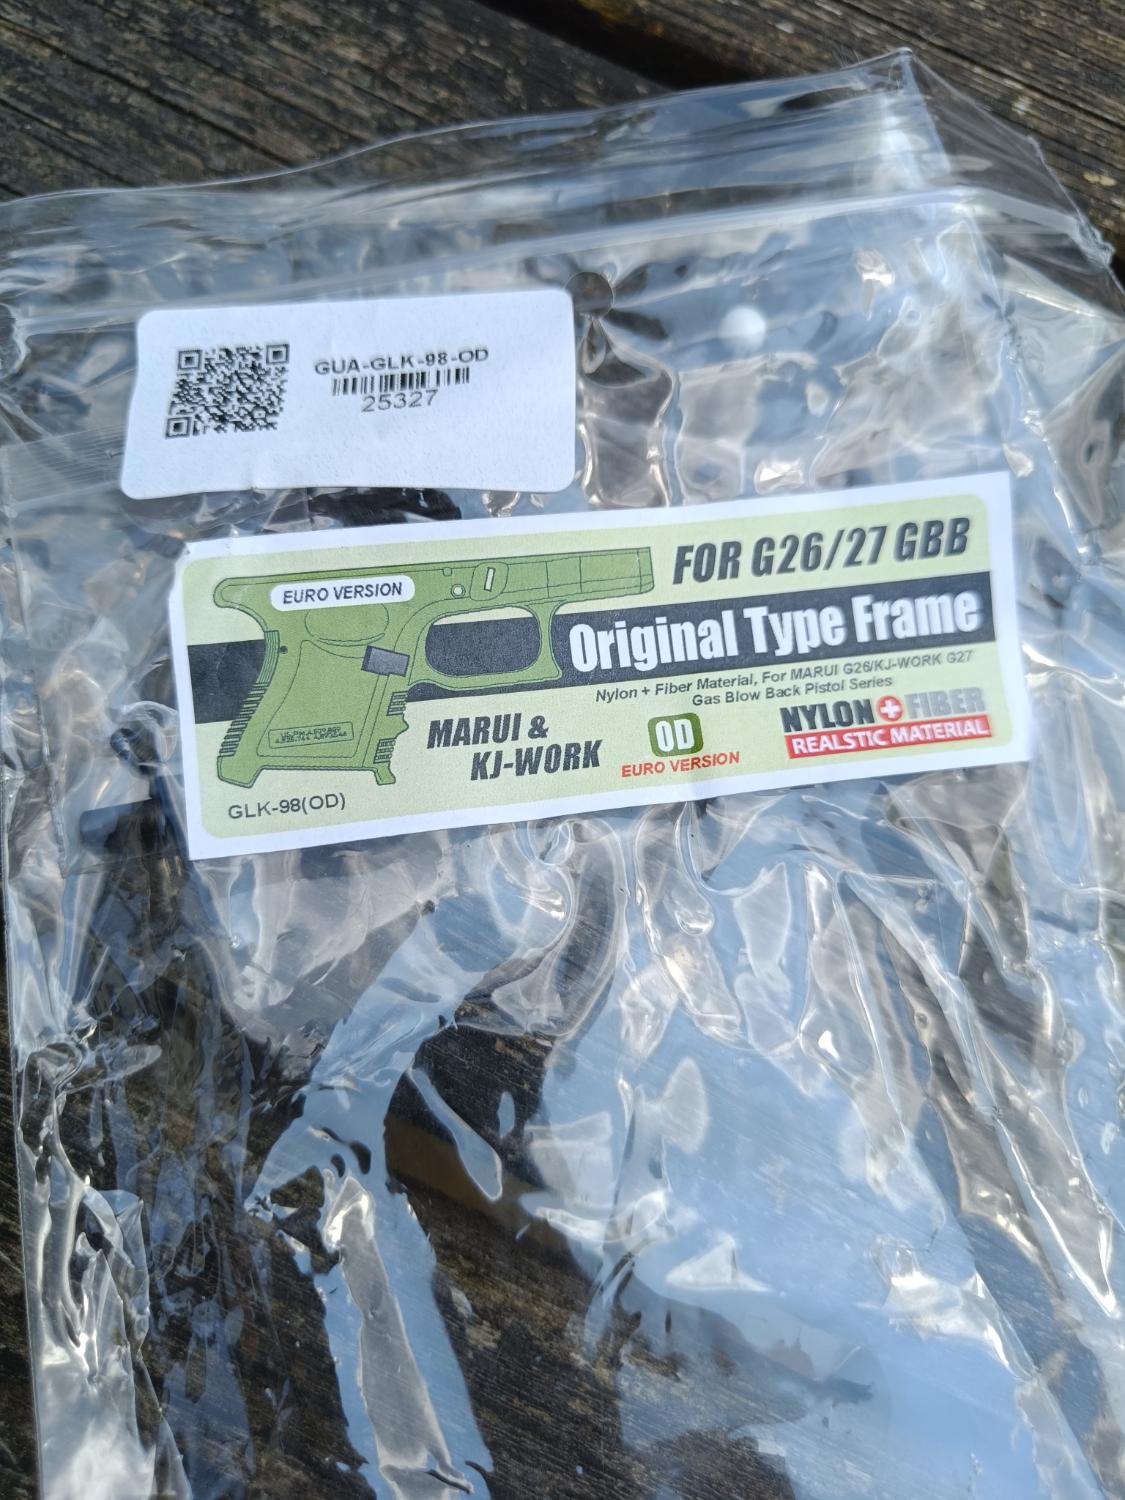 GUA-GLK-98-OD
25327
EURO VERSION
FOR G26/27 GBB
Original Type Frame
Nylon + Fiber Material, For MARUI G26/KJ-WORK G27
Gas Blow Back Pistol Series
MARUI &
KJ-WORK
OD
EURO VERSION
NYLON FIBER
REALSTIC MATERIAL
GLK-98(OD)